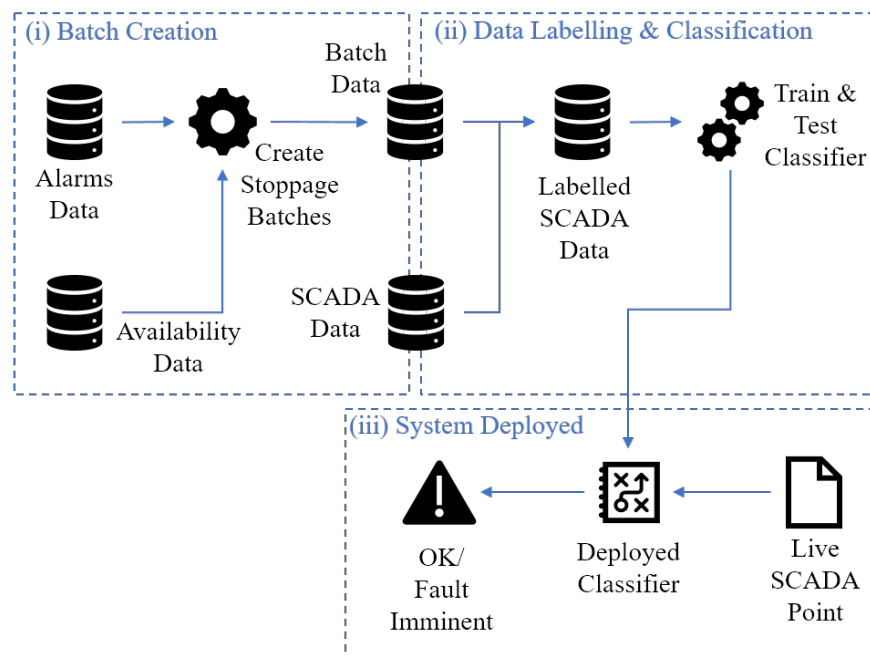 (i) Batch Creation
Batch
Data
Alarms
Data
Create
Stoppage
Batches
Availability
Data
SCADA
Data
(ii) Data Labelling & Classification
Labelled
SCADA
Data
Train &
Test
Classifier
(iii) System Deployed
OK/
Fault
Imminent
Deployed
Classifier
Live
SCADA
Point